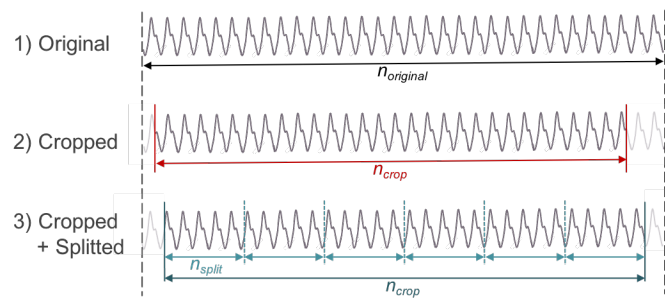 1) Original
n_original
2) Cropped
n_crop
3) Cropped
+ Splitted
n_split
n_crop